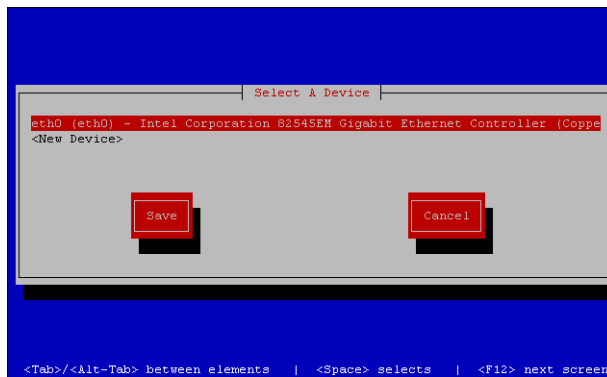 Select A Device
eth0 (eth0) - Intel Corporation 82545EM Gigabit Ethernet Controller (Coppe
<New Device>
Save Cancel
<Tab>/<Alt-Tab> between elements | <Space> selects | <F12> next screen